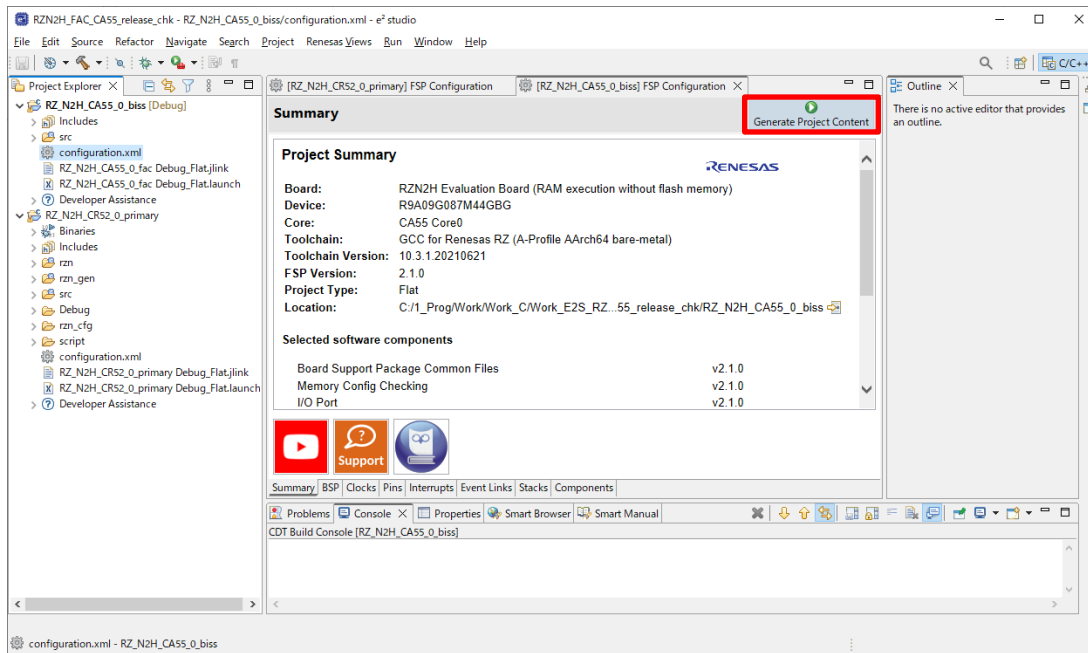 RZN2H_FAC_CA55_release_chk - RZ_N2H_CA55_0_biss/configuration.xml - e² studio
File Edit Source Refactor Navigate Search Project Renesas Views Run Window Help
C/C++
Project Explorer
RZ_N2H_CA55_0_biss [Debug]
Includes
src
configuration.xml
RZ_N2H_CA55_0_fac Debug_Flat.jlink
RZ_N2H_CA55_0_fac Debug_Flat.launch
Developer Assistance
RZ_N2H_CR52_0_primary
Binaries
Includes
rzn
rzn_gen
src
Debug
rzn_cfg
script
configuration.xml
RZ_N2H_CR52_0_primary Debug_Flat.jlink
RZ_N2H_CR52_0_primary Debug_Flat.launch
Developer Assistance
[RZ_N2H_CR52_0_primary] FSP Configuration
[RZ_N2H_CA55_0_biss] FSP Configuration
Summary
Generate Project Content
Project Summary
RENESAS
Board: RZN2H Evaluation Board (RAM execution without flash memory)
Device: R9A09G087M44GBG
Core: CA55 Core0
Toolchain: GCC for Renesas RZ (A-Profile AArch64 bare-metal)
Toolchain Version: 10.3.1.20210621
FSP Version: 2.1.0
Project Type: Flat
Location: C:/1_Prog/Work/Work_C/Work_E2S_RZ...55_release_chk/RZ_N2H_CA55_0_biss
Selected software components
Board Support Package Common Files v2.1.0
Memory Config Checking v2.1.0
I/O Port v2.1.0
Support
Summary BSP Clocks Pins Interrupts Event Links Stacks Components
Outline
There is no active editor that provides
an outline.
Problems Console Properties Smart Browser Smart Manual
CDT Build Console [RZ_N2H_CA55_0_biss]
configuration.xml - RZ_N2H_CA55_0_biss